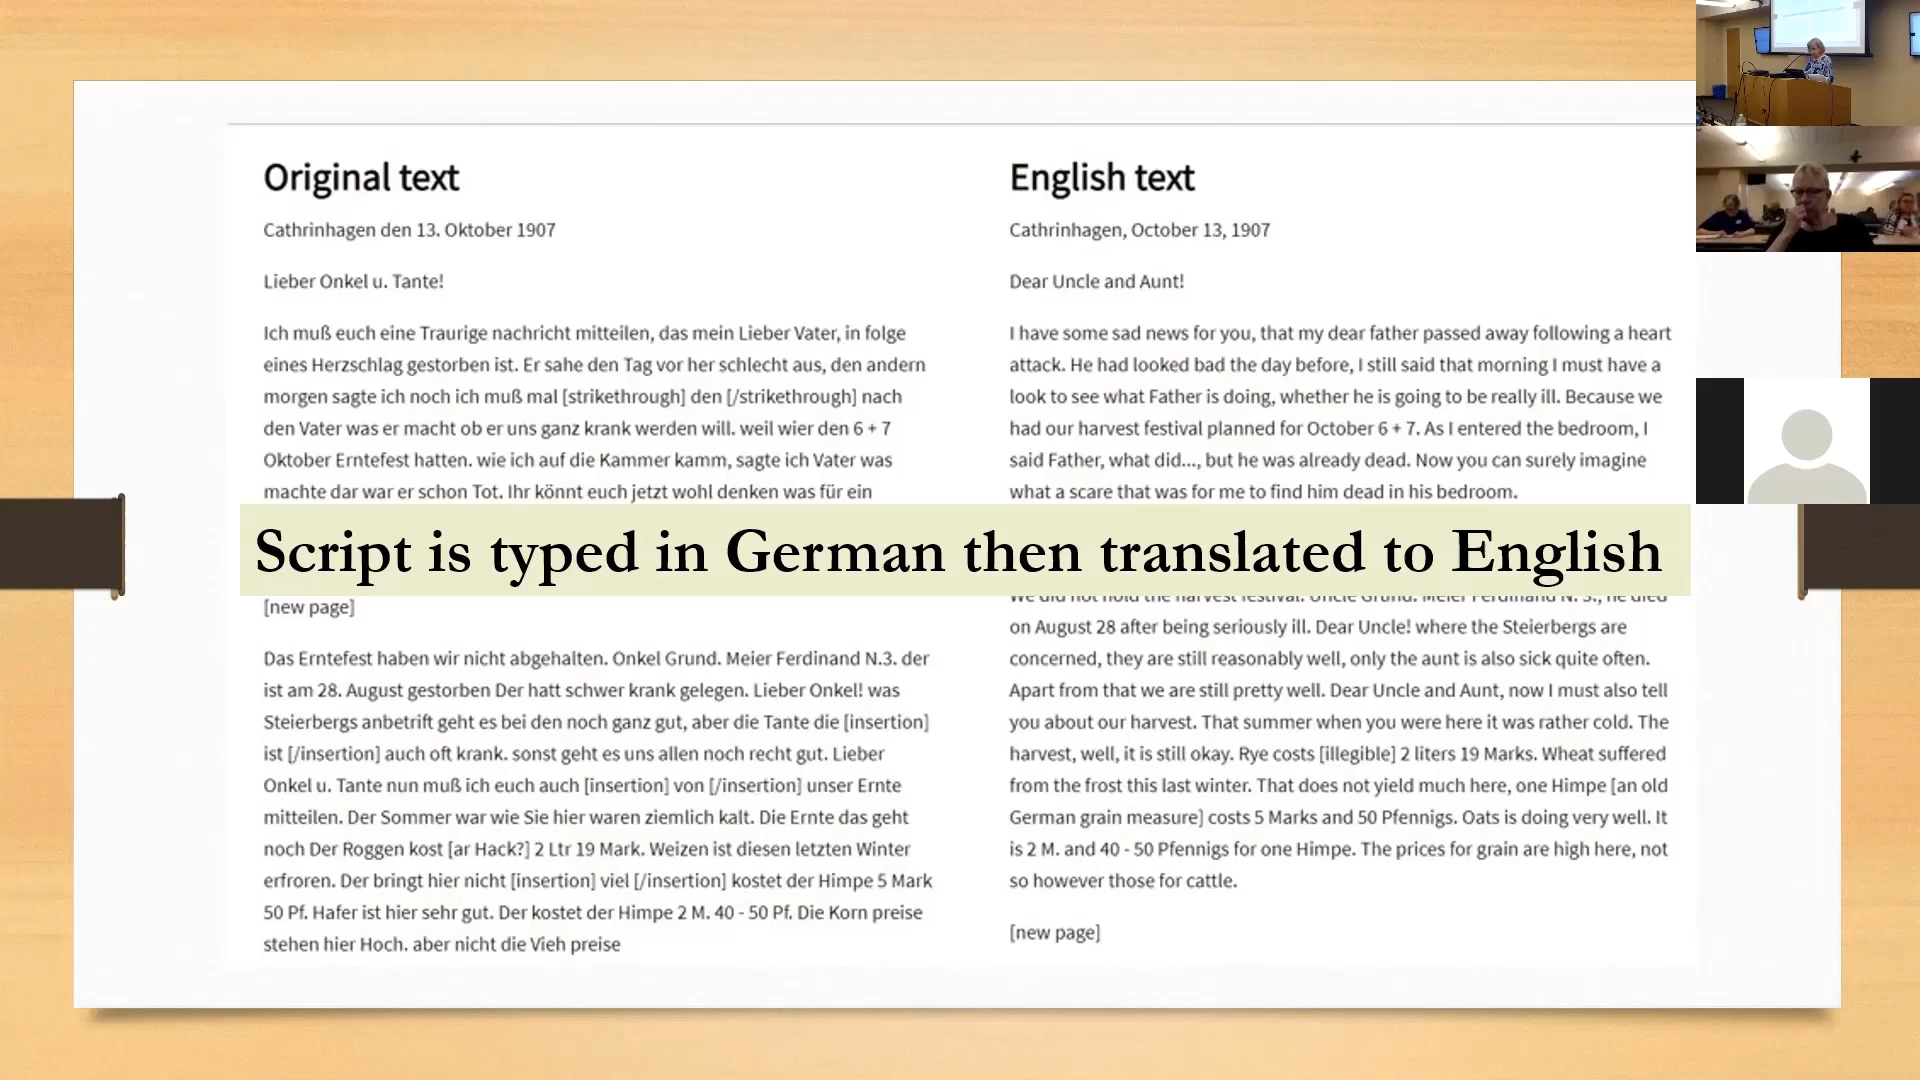 Original text
Cathrinhagen den 13. Oktober 1907
Lieber Onkel u. Tante!
Ich muß euch eine Traurige nachricht mitteilen, das mein Lieber Vater, in folge
eines Herzschlag gestorben ist. Er sahe den Tag vor her schlecht aus, den andern
morgen sagte ich noch ich muß mal [strikethrough] den [/strikethrough] nach
den Vater was er macht ob er uns ganz krank werden will. weil wier den 6 + 7
Oktober Erntefest hatten. wie ich auf die Kammer kamm, sagte ich Vater was
machte dar war er schon Tot. Ihr könnt euch jetzt wohl denken was für ein
[new page]
Das Erntefest haben wir nicht abgehalten. Onkel Grund. Meier Ferdinand N.3. der
ist am 28. August gestorben Der hatt schwer krank gelegen. Lieber Onkel! was
Steierbergs anbetrift geht es bei den noch ganz gut, aber die Tante die [insertion]
ist [/insertion] auch oft krank. sonst geht es uns allen noch recht gut. Lieber
Onkel u. Tante nun muß ich euch auch [insertion] von [/insertion] unser Ernte
mitteilen. Der Sommer war wie Sie hier waren ziemlich kalt. Die Ernte das geht
noch Der Roggen kost [ar Hack?] 2 Ltr 19 Mark. Weizen ist diesen letzten Winter
erfroren. Der bringt hier nicht [insertion] viel [/insertion] kostet der Himpe 5 Mark
50 Pf. Hafer ist hier sehr gut. Der kostet der Himpe 2 M. 40 - 50 Pf. Die Korn preise
stehen hier Hoch. aber nicht die Vieh preise
English text
Cathrinhagen, October 13, 1907
Dear Uncle and Aunt!
I have some sad news for you, that my dear father passed away following a heart
attack. He had looked bad the day before, I still said that morning I must have a
look to see what Father is doing, whether he is going to be really ill. Because we
had our harvest festival planned for October 6 + 7. As I entered the bedroom, I
said Father, what did..., but he was already dead. Now you can surely imagine
what a scare that was for me to find him dead in his bedroom.
Script is typed in German then translated to English
We did not hold the harvest festival. Uncle Grund. Meier Ferdinand N. 3., he died
on August 28 after being seriously ill. Dear Uncle! where the Steierbergs are
concerned, they are still reasonably well, only the aunt is also sick quite often.
Apart from that we are still pretty well. Dear Uncle and Aunt, now I must also tell
you about our harvest. That summer when you were here it was rather cold. The
harvest, well, it is still okay. Rye costs [illegible] 2 liters 19 Marks. Wheat suffered
from the frost this last winter. That does not yield much here, one Himpe [an old
German grain measure] costs 5 Marks and 50 Pfennigs. Oats is doing very well. It
is 2 M. and 40 - 50 Pfennigs for one Himpe. The prices for grain are high here, not
so however those for cattle.
[new page]